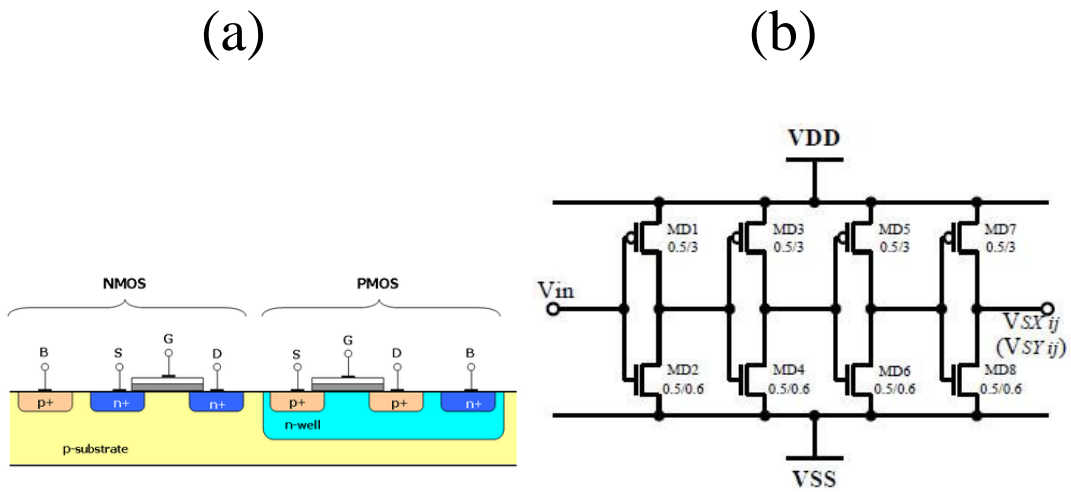 (a)
(b)
NMOS
PMOS
B
S
G
D
S
G
D
B
p+
n+
n+
p+
p+
n+
n-well
p-substrate
VDD
MD1
0.5/3
MD3
0.5/3
MD5
0.5/3
MD7
0.5/3
Vin
VSX ij
(VSY ij)
MD2
0.5/0.6
MD4
0.5/0.6
MD6
0.5/0.6
MD8
0.5/0.6
VSS